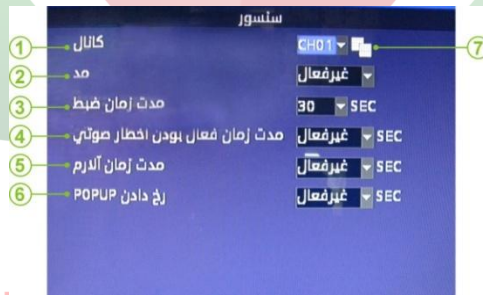 سنسور
1 کانال CH01 7
2 مد غیرفعال
3 مدت زمان ضبط 30 SEC
4 مدت زمان فعال بودن اخطار صوتي غیرفعال SEC
5 مدت زمان آلارم غیرفعال SEC
6 رخ دادن POPUP غیرفعال SEC